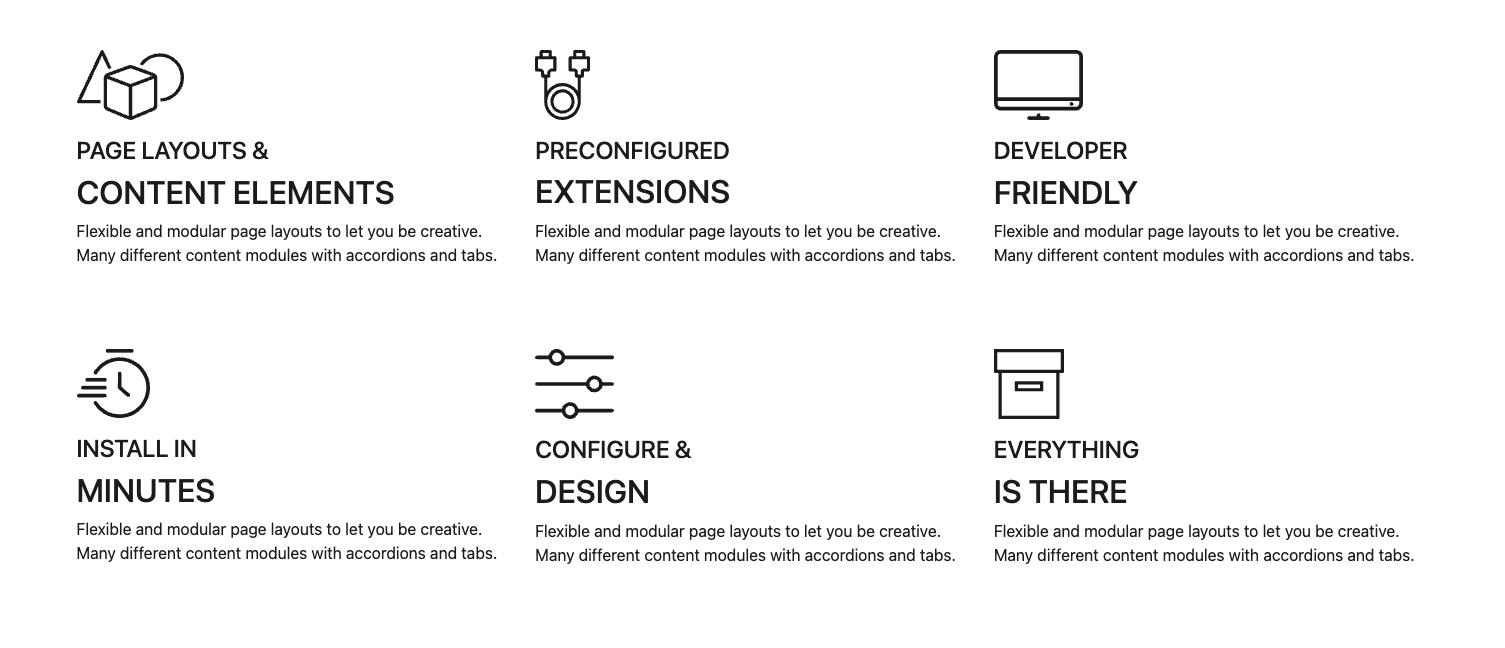 PAGE LAYOUTS &
CONTENT ELEMENTS
Flexible and modular page layouts to let you be creative.
Many different content modules with accordions and tabs.
PRECONFIGURED
EXTENSIONS
Flexible and modular page layouts to let you be creative.
Many different content modules with accordions and tabs.
DEVELOPER
FRIENDLY
Flexible and modular page layouts to let you be creative.
Many different content modules with accordions and tabs.
INSTALL IN
MINUTES
Flexible and modular page layouts to let you be creative.
Many different content modules with accordions and tabs.
CONFIGURE &
DESIGN
Flexible and modular page layouts to let you be creative.
Many different content modules with accordions and tabs.
EVERYTHING
IS THERE
Flexible and modular page layouts to let you be creative.
Many different content modules with accordions and tabs.